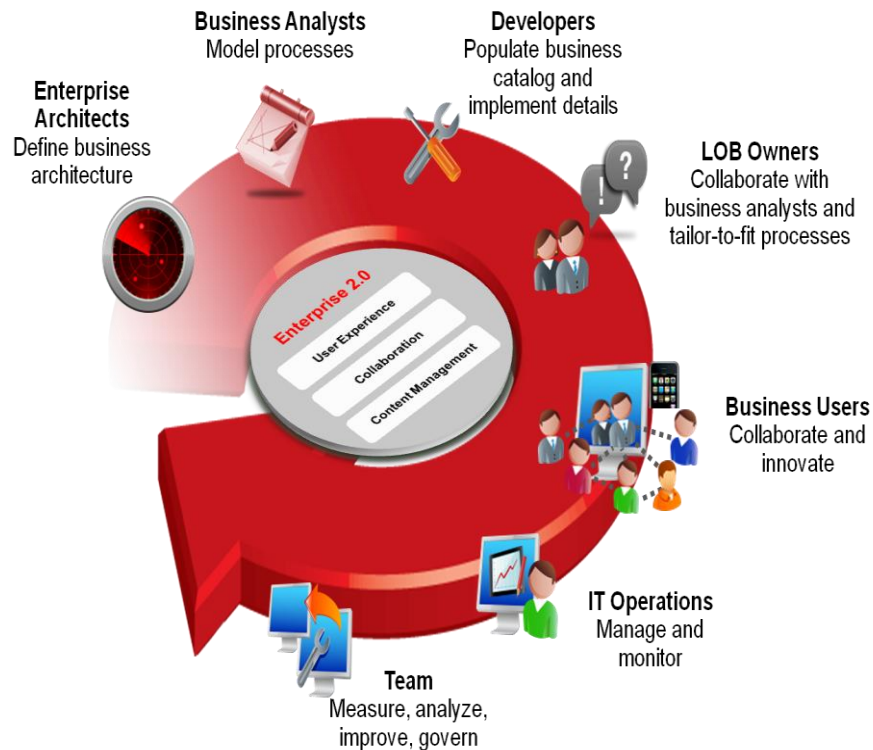 Business Analysts
Model processes
Developers
Populate business
catalog and
implement details
Enterprise
Architects
Define business
architecture
LOB Owners
Collaborate with
business analysts and
tailor-to-fit processes
! ?
Enterprise 2.0
User Experience
Collaboration
Content Management
Business Users
Collaborate and
innovate
IT Operations
Manage and
monitor
Team
Measure, analyze,
improve, govern